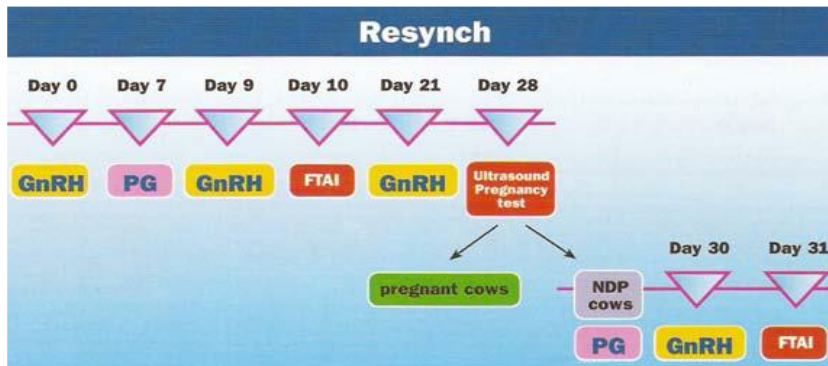 Resynch
Day 0 Day 7 Day 9 Day 10 Day 21 Day 28
GnRH PG GnRH FTAI GnRH Ultrasound
Pregnancy
test
Day 30 Day 31
pregnant cows NDP
cows
PG GnRH FTAI